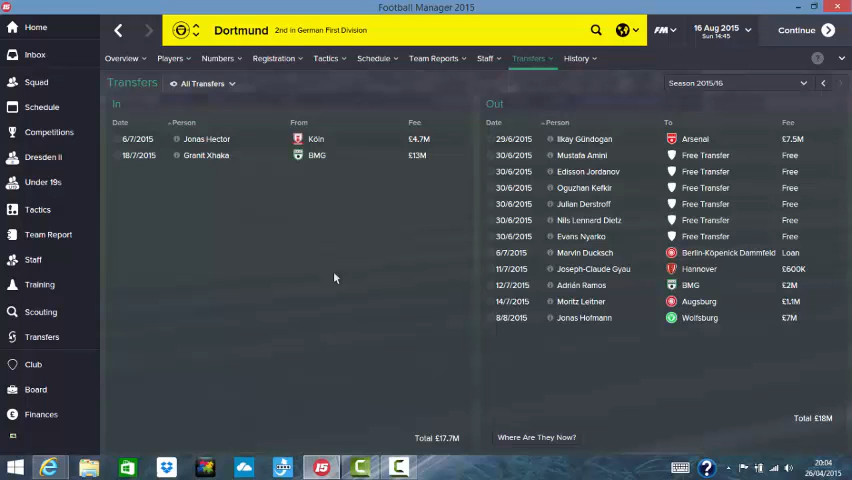 Football Manager 2015
Dortmund
2nd in German First Division
FM
16 Aug 2015
Sun 14:45
Continue
Home
Inbox
Squad
Schedule
Competitions
Dresden II
Under 19s
Tactics
Team Report
Staff
Training
Scouting
Transfers
Club
Board
Finances
Overview
Players
Numbers
Registration
Tactics
Schedule
Team Reports
Staff
Transfers
History
?
Transfers
All Transfers
Season 2015/16
In
Date Person From Fee
6/7/2015 Jonas Hector Köln £4.7M
18/7/2015 Granit Xhaka BMG £13M
Total £17.7M
Out
Date Person To Fee
29/6/2015 Ilkay Gündogan Arsenal £7.5M
30/6/2015 Mustafa Amini Free Transfer Free
30/6/2015 Edisson Jordanov Free Transfer Free
30/6/2015 Oguzhan Kefkir Free Transfer Free
30/6/2015 Julian Derstroff Free Transfer Free
30/6/2015 Nils Lennard Dietz Free Transfer Free
30/6/2015 Evans Nyarko Free Transfer Free
6/7/2015 Marvin Ducksch Berlin-Köpenick Dammfeld Loan
11/7/2015 Joseph-Claude Gyau Hannover £600K
12/7/2015 Adrián Ramos BMG £2M
14/7/2015 Moritz Leitner Augsburg £1.1M
8/8/2015 Jonas Hofmann Wolfsburg £7M
Total £18M
Where Are They Now?
15
20:04
26/04/2015